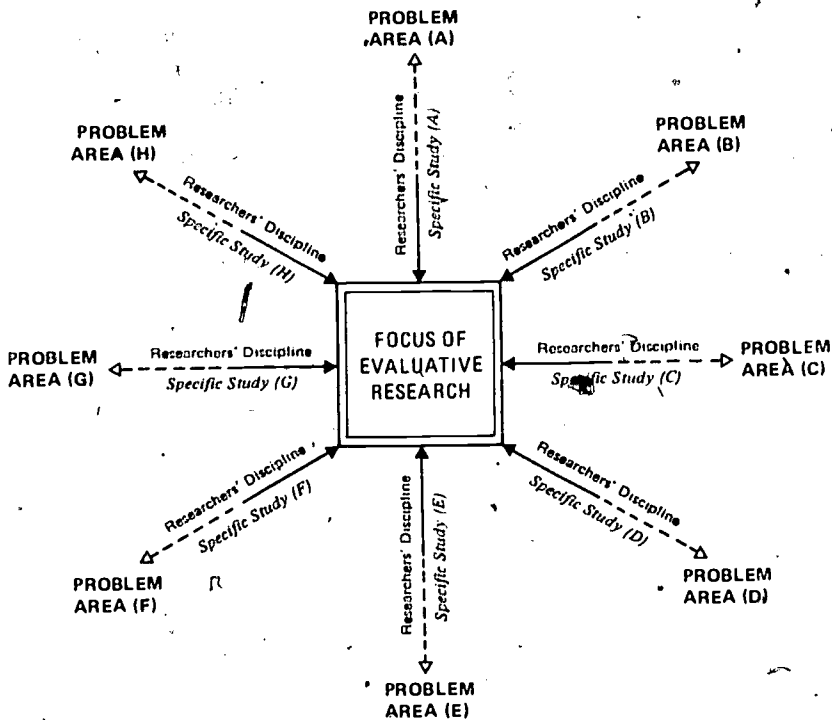 PROBLEM
AREA (A)
Researchers' Discipline
Specific Study (A)
PROBLEM
AREA (B)
Researchers' Discipline
Specific Study (B)
PROBLEM
AREA (C)
Researchers' Discipline
Specific Study (C)
PROBLEM
AREA (D)
Researchers' Discipline
Specific Study (D)
PROBLEM
AREA (E)
Researchers' Discipline
Specific Study (E)
PROBLEM
AREA (F)
Researchers' Discipline
Specific Study (F)
PROBLEM
AREA (G)
Researchers' Discipline
Specific Study (G)
PROBLEM
AREA (H)
Researchers' Discipline
Specific Study (H)
FOCUS OF
EVALUATIVE
RESEARCH